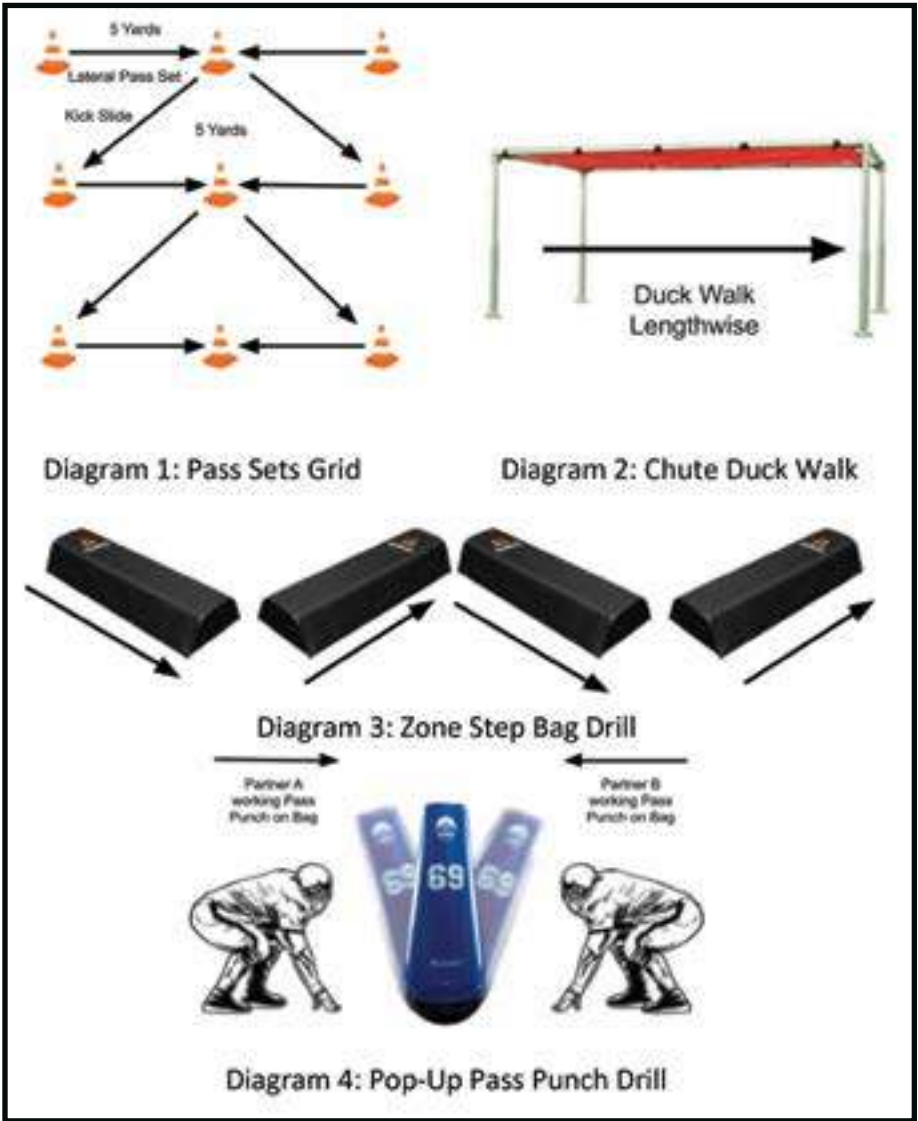 5 Yards
Lateral Pass Set
Kick Slide
5 Yards
Duck Walk
Lengthwise
Diagram 1: Pass Sets Grid
Diagram 2: Chute Duck Walk
Diagram 3: Zone Step Bag Drill
Partner A
working Pass
Punch on Bag
Partner B
working Pass
Punch on Bag
69
69
69
Diagram 4: Pop-Up Pass Punch Drill